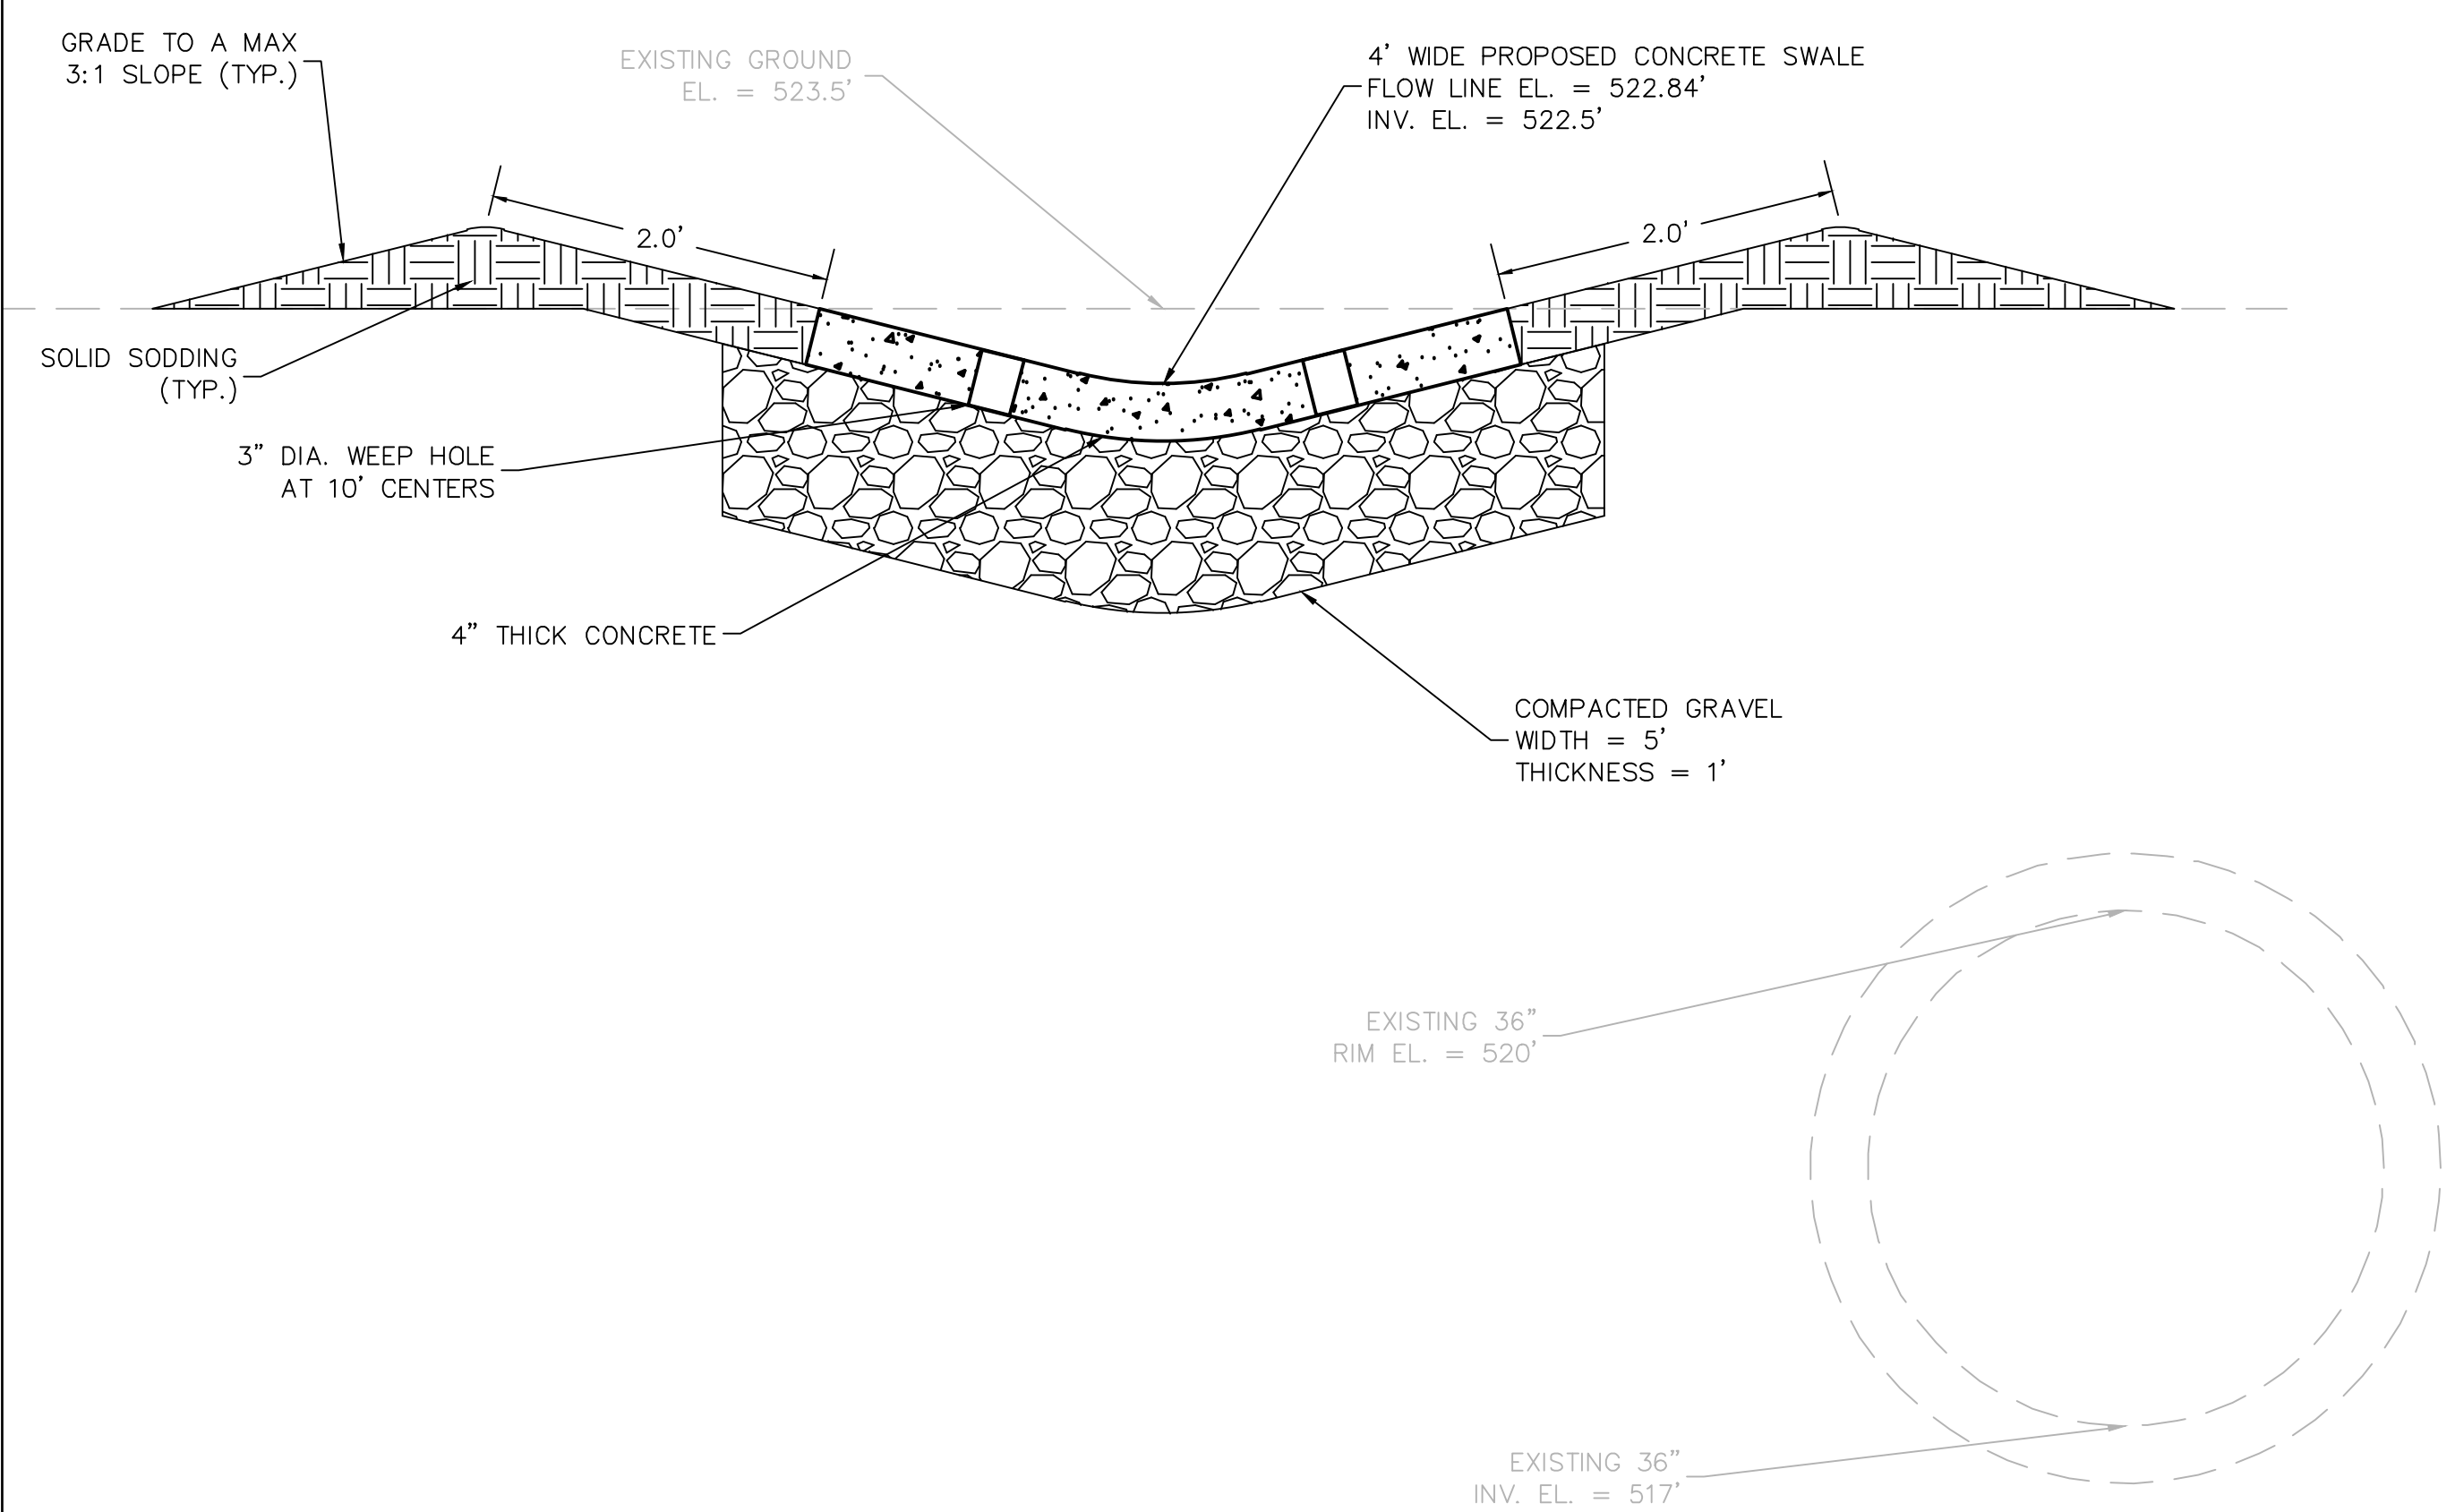 GRADE TO A MAX
3:1 SLOPE (TYP.)
EXISTING GROUND
EL. = 523.5'
4' WIDE PROPOSED CONCRETE SWALE
FLOW LINE EL. = 522.84'
INV. EL. = 522.5'
2.0'
2.0'
SOLID SODDING
(TYP.)
3" DIA. WEEP HOLE
AT 10' CENTERS
4" THICK CONCRETE
COMPACTED GRAVEL
WIDTH = 5'
THICKNESS = 1'
EXISTING 36"
RIM EL. = 520'
EXISTING 36"
INV. EL. = 517'